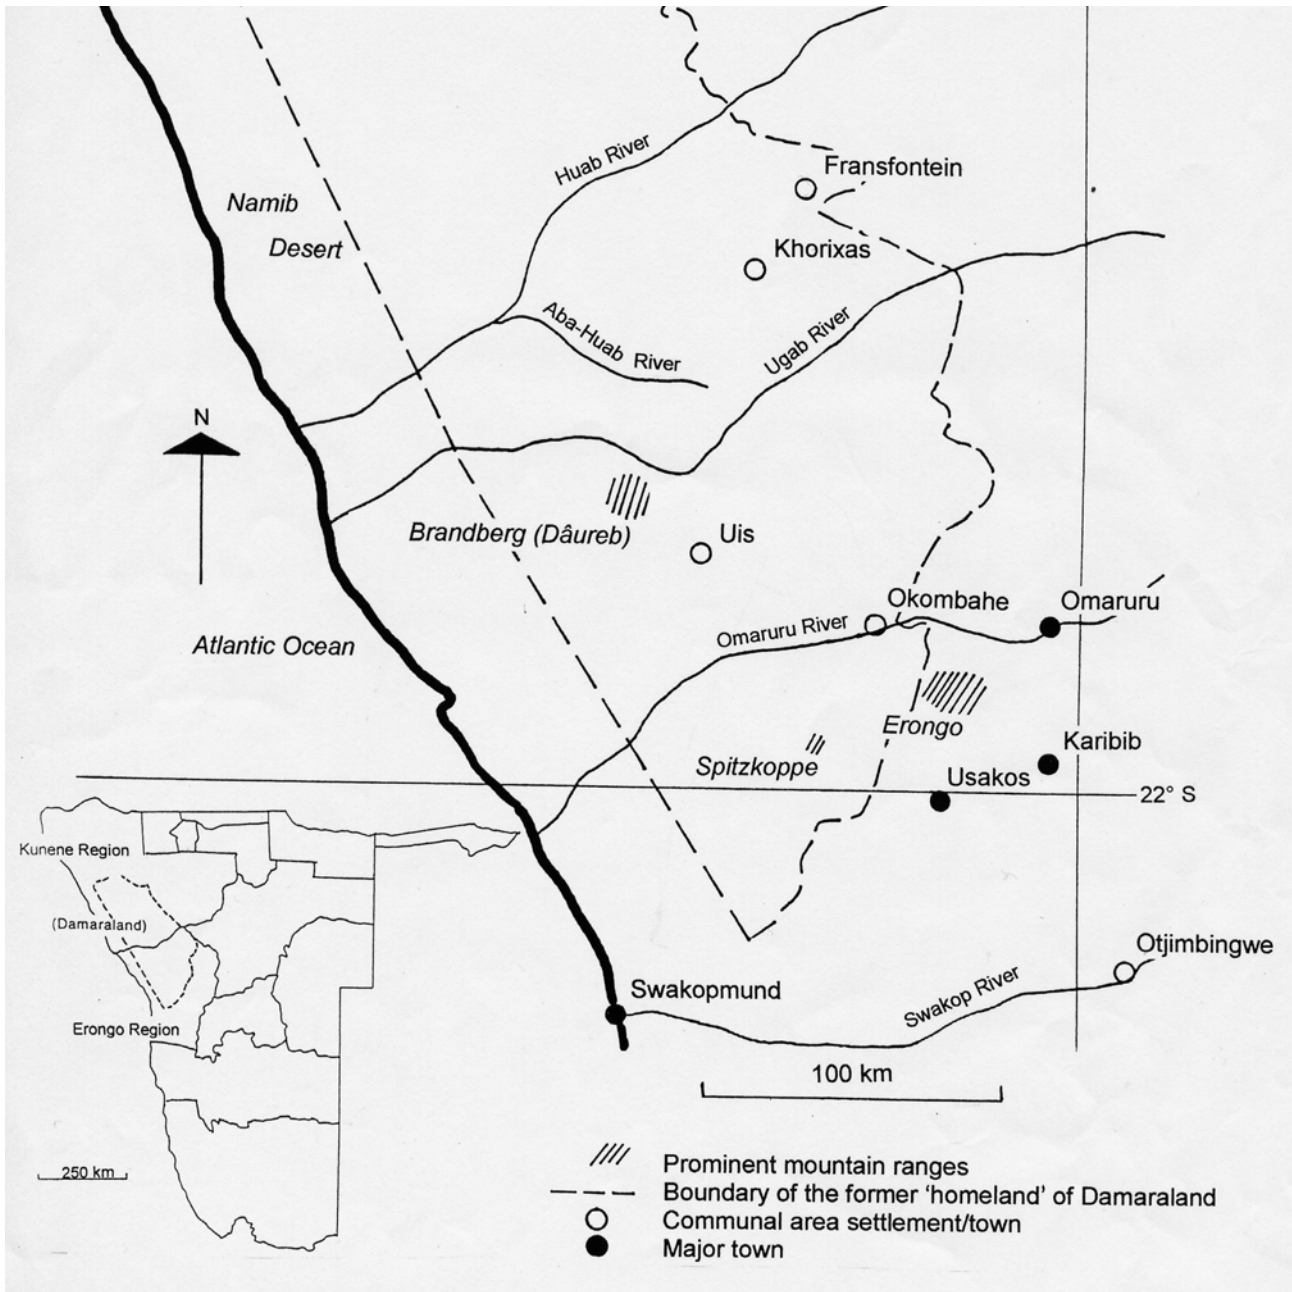 Huab River
Fransfontein
Namib
Desert
Khorixas
Aba-Huab River
Ugab River
N
Brandberg (Dâureb)
Uis
Okombahe
Omaruru
Omaruru River
Atlantic Ocean
Erongo
Karibib
Spitzkoppe
Usakos
22° S
Kunene Region
(Damaraland)
Erongo Region
250 km
Otjimbingwe
Swakopmund
Swakop River
100 km
Prominent mountain ranges
Boundary of the former ‘homeland’ of Damaraland
Communal area settlement/town
Major town